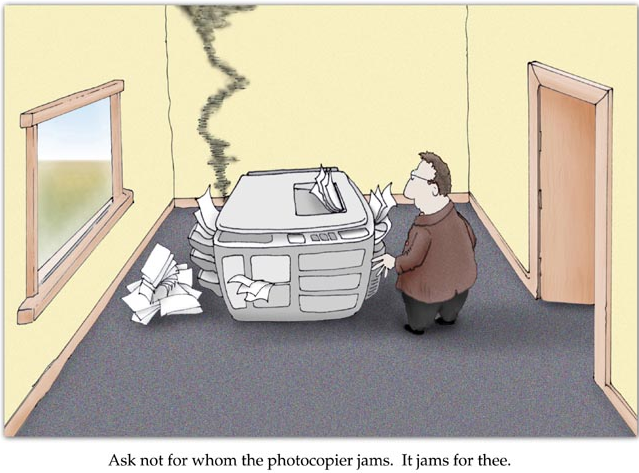 Ask not for whom the photocopier jams.  It jams for thee.